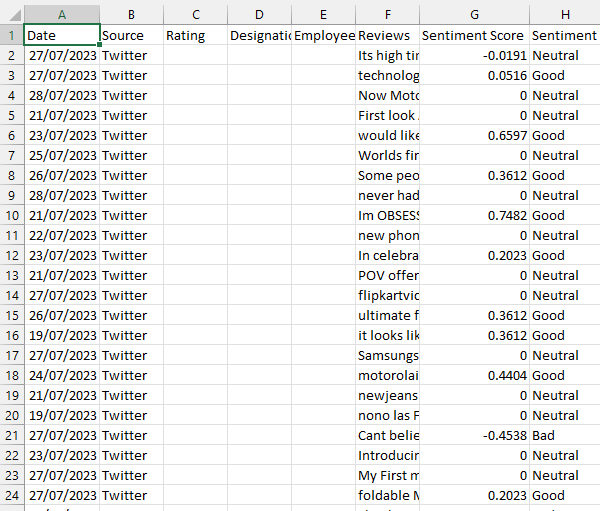 A B C D E F G H
1 Date Source Rating Designatic Employee Reviews Sentiment Score Sentiment
2 27/07/2023 Twitter Its high tir -0.0191 Neutral
3 27/07/2023 Twitter technolog 0.0516 Good
4 28/07/2023 Twitter Now Moto 0 Neutral
5 21/07/2023 Twitter First look 0 Neutral
6 23/07/2023 Twitter would like 0.6597 Good
7 25/07/2023 Twitter Worlds fir 0 Neutral
8 26/07/2023 Twitter Some peo 0.3612 Good
9 28/07/2023 Twitter never had 0 Neutral
10 21/07/2023 Twitter Im OBSESS 0.7482 Good
11 22/07/2023 Twitter new phon 0 Neutral
12 23/07/2023 Twitter In celebra 0.2023 Good
13 21/07/2023 Twitter POV offer 0 Neutral
14 27/07/2023 Twitter flipkartvic 0 Neutral
15 26/07/2023 Twitter ultimate f 0.3612 Good
16 19/07/2023 Twitter it looks lik 0.3612 Good
17 27/07/2023 Twitter Samsungs 0 Neutral
18 24/07/2023 Twitter motorolai 0.4404 Good
19 21/07/2023 Twitter newjeans 0 Neutral
20 19/07/2023 Twitter nono las F 0 Neutral
21 27/07/2023 Twitter Cant belie -0.4538 Bad
22 23/07/2023 Twitter Introducir 0 Neutral
23 27/07/2023 Twitter My First m 0 Neutral
24 27/07/2023 Twitter foldable M 0.2023 Good